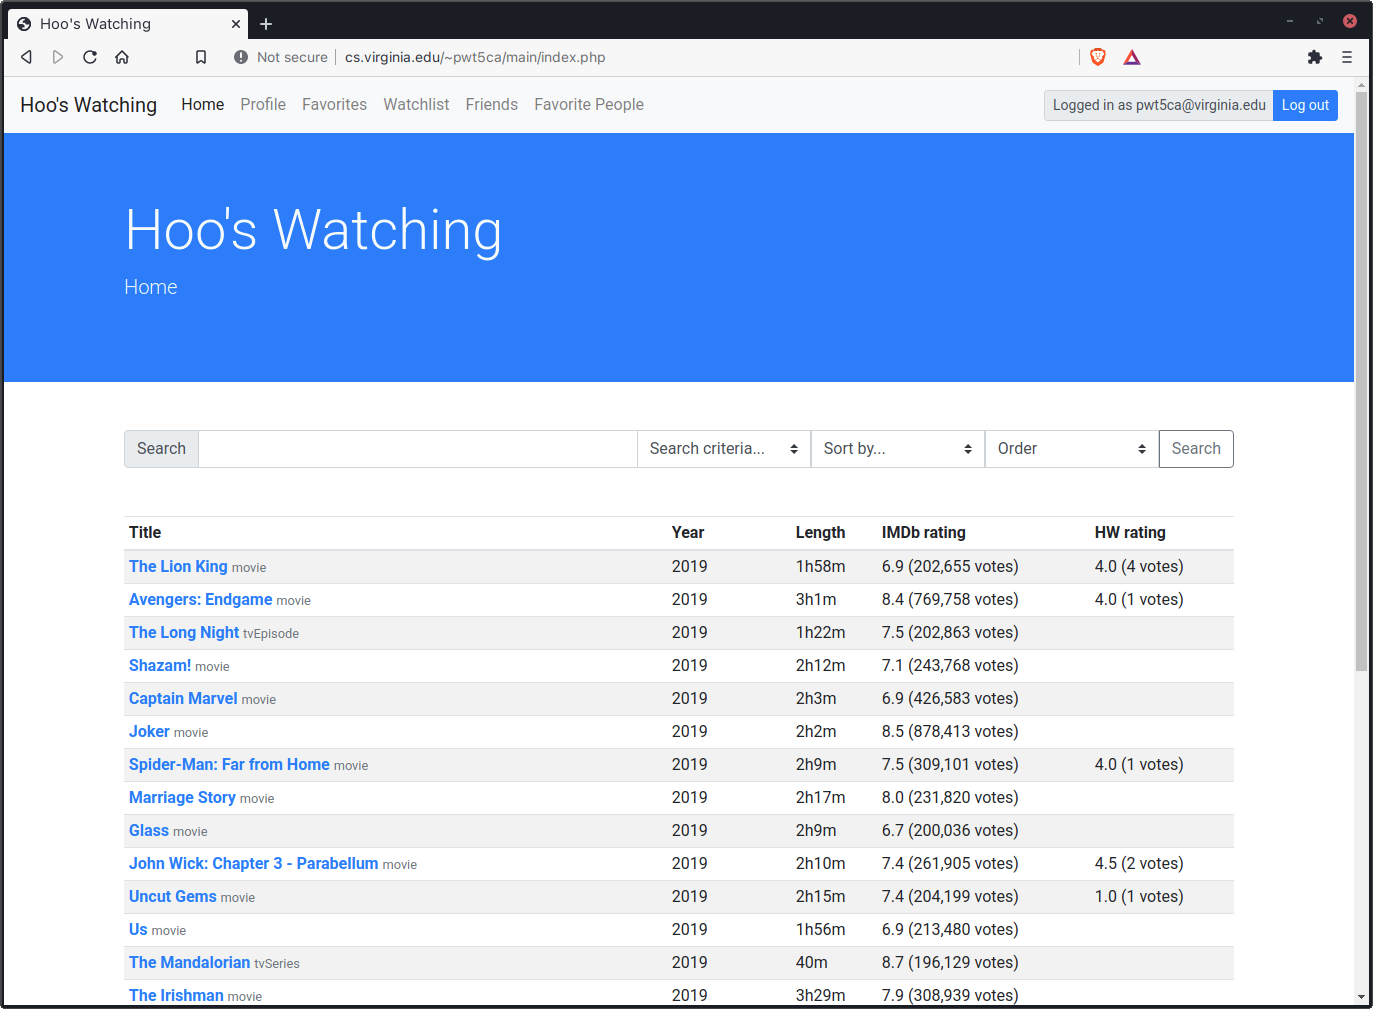 Hoo's Watching
Not secure cs.virginia.edu/~pwt5ca/main/index.php
Hoo's Watching Home Profile Favorites Watchlist Friends Favorite People Logged in as pwt5ca@virginia.edu Log out
Hoo's Watching
Home
Search Search criteria... Sort by... Order Search
Title Year Length IMDb rating HW rating
The Lion King movie 2019 1h58m 6.9 (202,655 votes) 4.0 (4 votes)
Avengers: Endgame movie 2019 3h1m 8.4 (769,758 votes) 4.0 (1 votes)
The Long Night tvEpisode 2019 1h22m 7.5 (202,863 votes)
Shazam! movie 2019 2h12m 7.1 (243,768 votes)
Captain Marvel movie 2019 2h3m 6.9 (426,583 votes)
Joker movie 2019 2h2m 8.5 (878,413 votes)
Spider-Man: Far from Home movie 2019 2h9m 7.5 (309,101 votes) 4.0 (1 votes)
Marriage Story movie 2019 2h17m 8.0 (231,820 votes)
Glass movie 2019 2h9m 6.7 (200,036 votes)
John Wick: Chapter 3 - Parabellum movie 2019 2h10m 7.4 (261,905 votes) 4.5 (2 votes)
Uncut Gems movie 2019 2h15m 7.4 (204,199 votes) 1.0 (1 votes)
Us movie 2019 1h56m 6.9 (213,480 votes)
The Mandalorian tvSeries 2019 40m 8.7 (196,129 votes)
The Irishman movie 2019 3h29m 7.9 (308,939 votes)